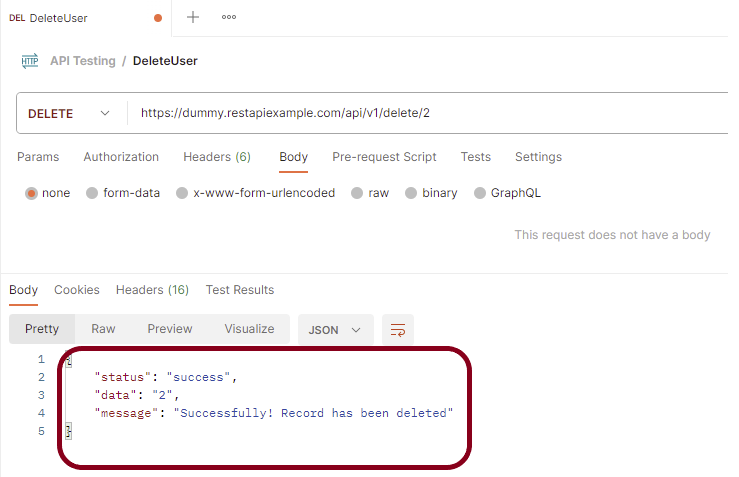 DEL DeleteUser
HTTP API Testing / DeleteUser
DELETE https://dummy.restapiexample.com/api/v1/delete/2
Params Authorization Headers (6) Body Pre-request Script Tests Settings
none form-data x-www-form-urlencoded raw binary GraphQL
This request does not have a body
Body Cookies Headers (16) Test Results
Pretty Raw Preview Visualize JSON
1 {
2 "status": "success",
3 "data": "2",
4 "message": "Successfully! Record has been deleted"
5 }